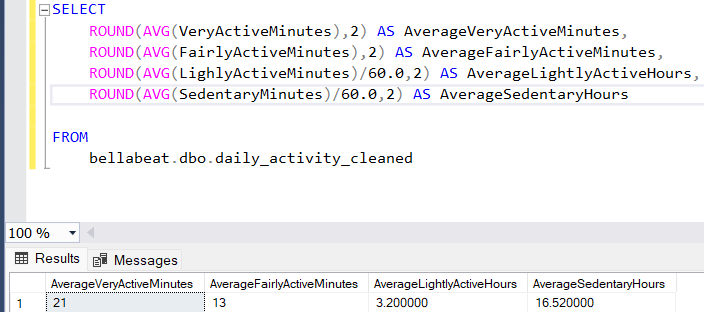 SELECT
ROUND(AVG(VeryActiveMinutes),2) AS AverageVeryActiveMinutes,
ROUND(AVG(FairlyActiveMinutes),2) AS AverageFairlyActiveMinutes,
ROUND(AVG(LighlyActiveMinutes)/60.0,2) AS AverageLightlyActiveHours,
ROUND(AVG(SedentaryMinutes)/60.0,2) AS AverageSedentaryHours
FROM
bellabeat.dbo.daily_activity_cleaned
100 %
Results Messages
AverageVeryActiveMinutes AverageFairlyActiveMinutes AverageLightlyActiveHours AverageSedentaryHours
1 21 13 3.200000 16.520000